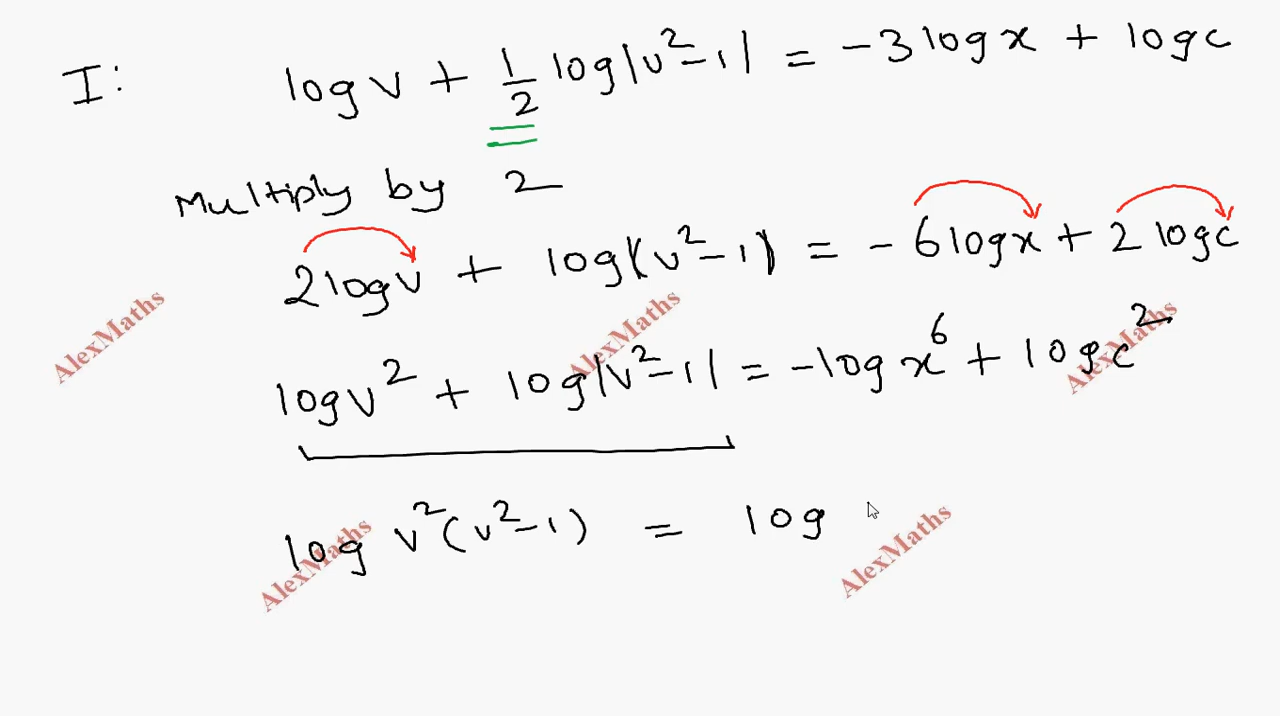 I: log v + 1/2 log|v²-1| = -3 log x + log c
Multiply by 2
2 log v + log|(v²-1)| = -6 log x + 2 log c
AlexMaths
AlexMaths
AlexMaths
log v² + log|v²-1| = -log x⁶ + log c²
log v²(v²-1) = log
AlexMaths
AlexMaths